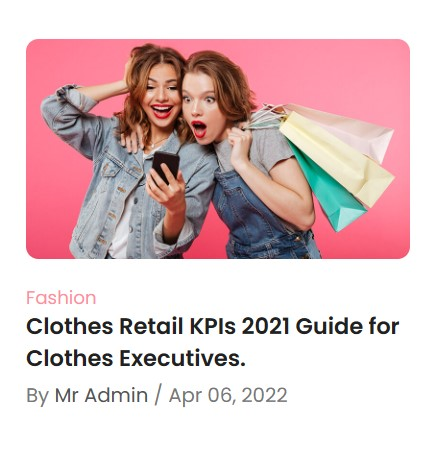 Fashion
Clothes Retail KPIs 2021 Guide for
Clothes Executives.
By Mr Admin / Apr 06, 2022